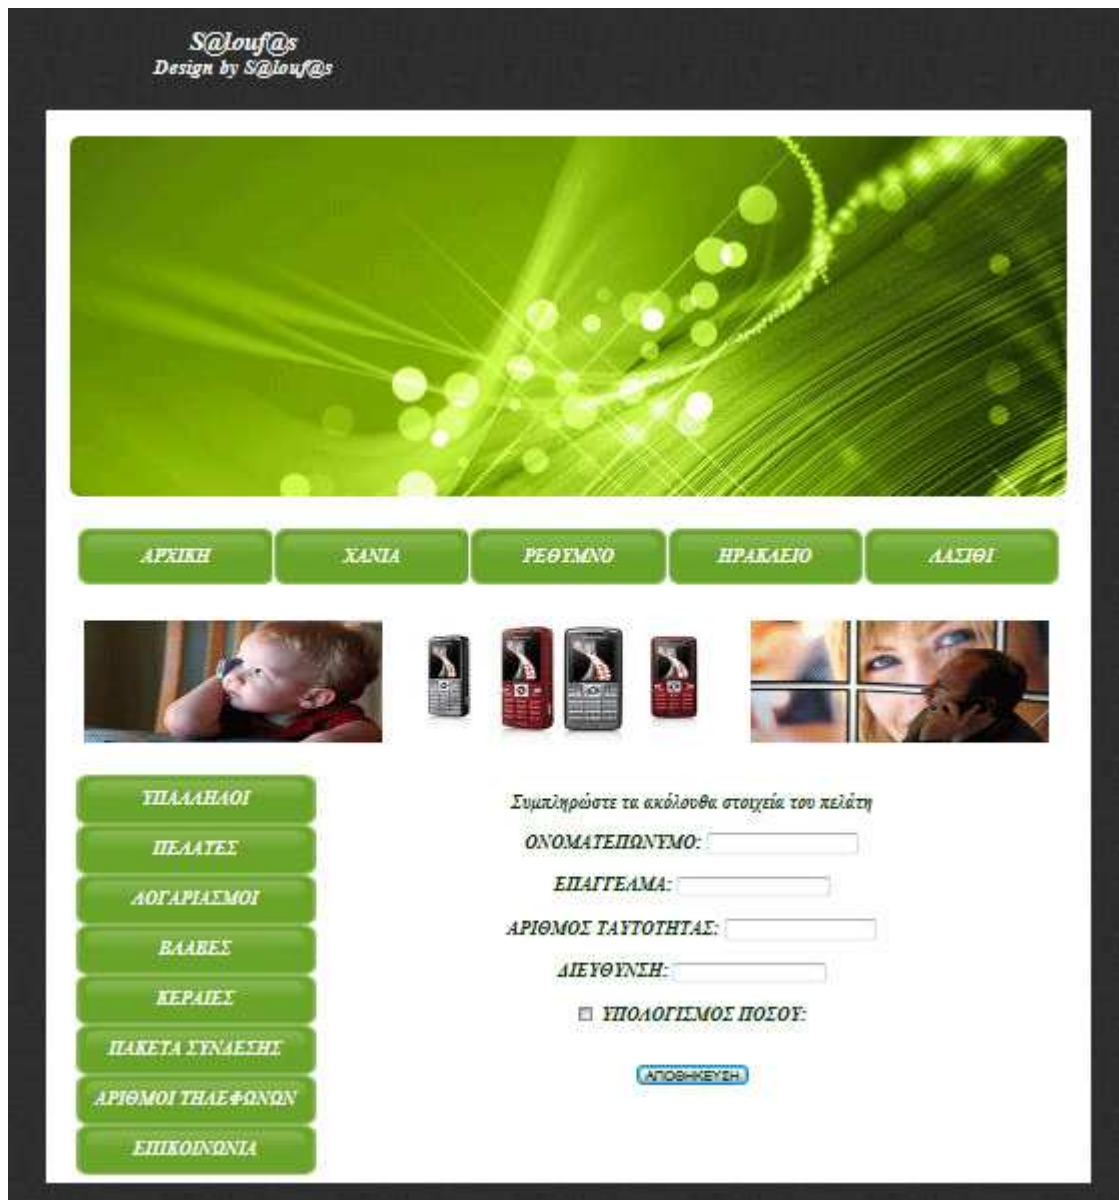 S@louf@s
Design by S@louf@s
ΑΡΧΙΚΗ ΧΑΝΙΑ ΡΕΘΥΜΝΟ ΗΡΑΚΛΕΙΟ ΛΑΣΙΘΙ
ΥΠΑΛΛΗΛΟΙ
ΠΕΛΑΤΕΣ
ΛΟΓΑΡΙΑΣΜΟΙ
ΒΛΑΒΕΣ
ΚΕΡΑΙΕΣ
ΠΑΚΕΤΑ ΣΥΝΔΕΣΗΣ
ΑΡΙΘΜΟΙ ΤΗΛΕΦΩΝΩΝ
ΕΠΙΚΟΙΝΩΝΙΑ
Συμπληρώστε τα ακόλουθα στοιχεία του πελάτη
ΟΝΟΜΑΤΕΠΩΝΥΜΟ:
ΕΠΑΓΓΕΛΜΑ:
ΑΡΙΘΜΟΣ ΤΑΥΤΟΤΗΤΑΣ:
ΔΙΕΥΘΥΝΣΗ:
ΥΠΟΛΟΓΙΣΜΟΣ ΠΟΣΟΥ:
ΑΠΟΘΗΚΕΥΣΗ